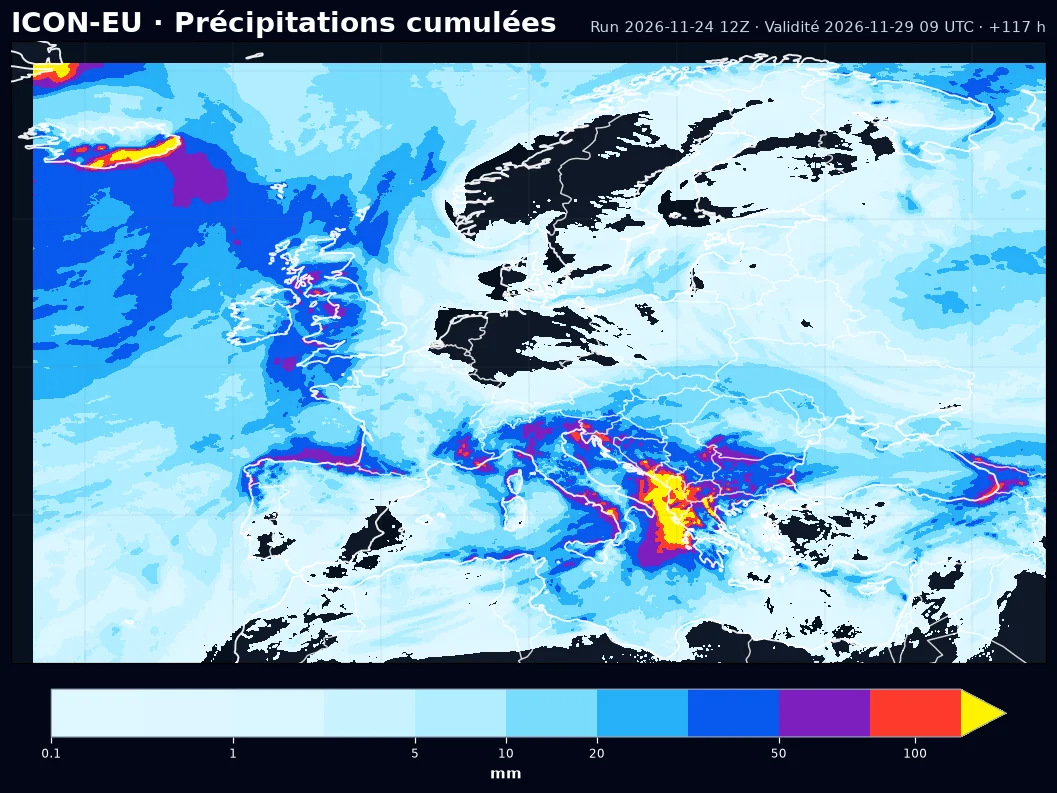 ICON-EU · Précipitations cumulées
Run 2026-11-24 12Z · Validité 2026-11-29 09 UTC · +117 h
0.1 1 5 10 20 50 100
mm